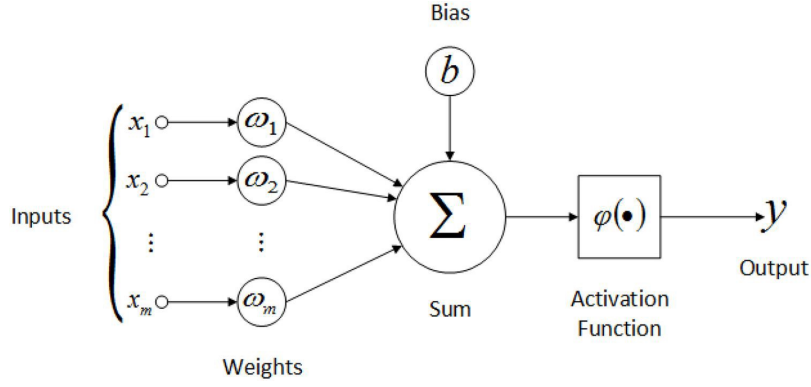 Bias
b
x₁ ω₁
x₂ ω₂
Inputs ⋮ ⋮ Σ φ(•) y
Output
xₘ ωₘ Sum Activation
Function
Weights